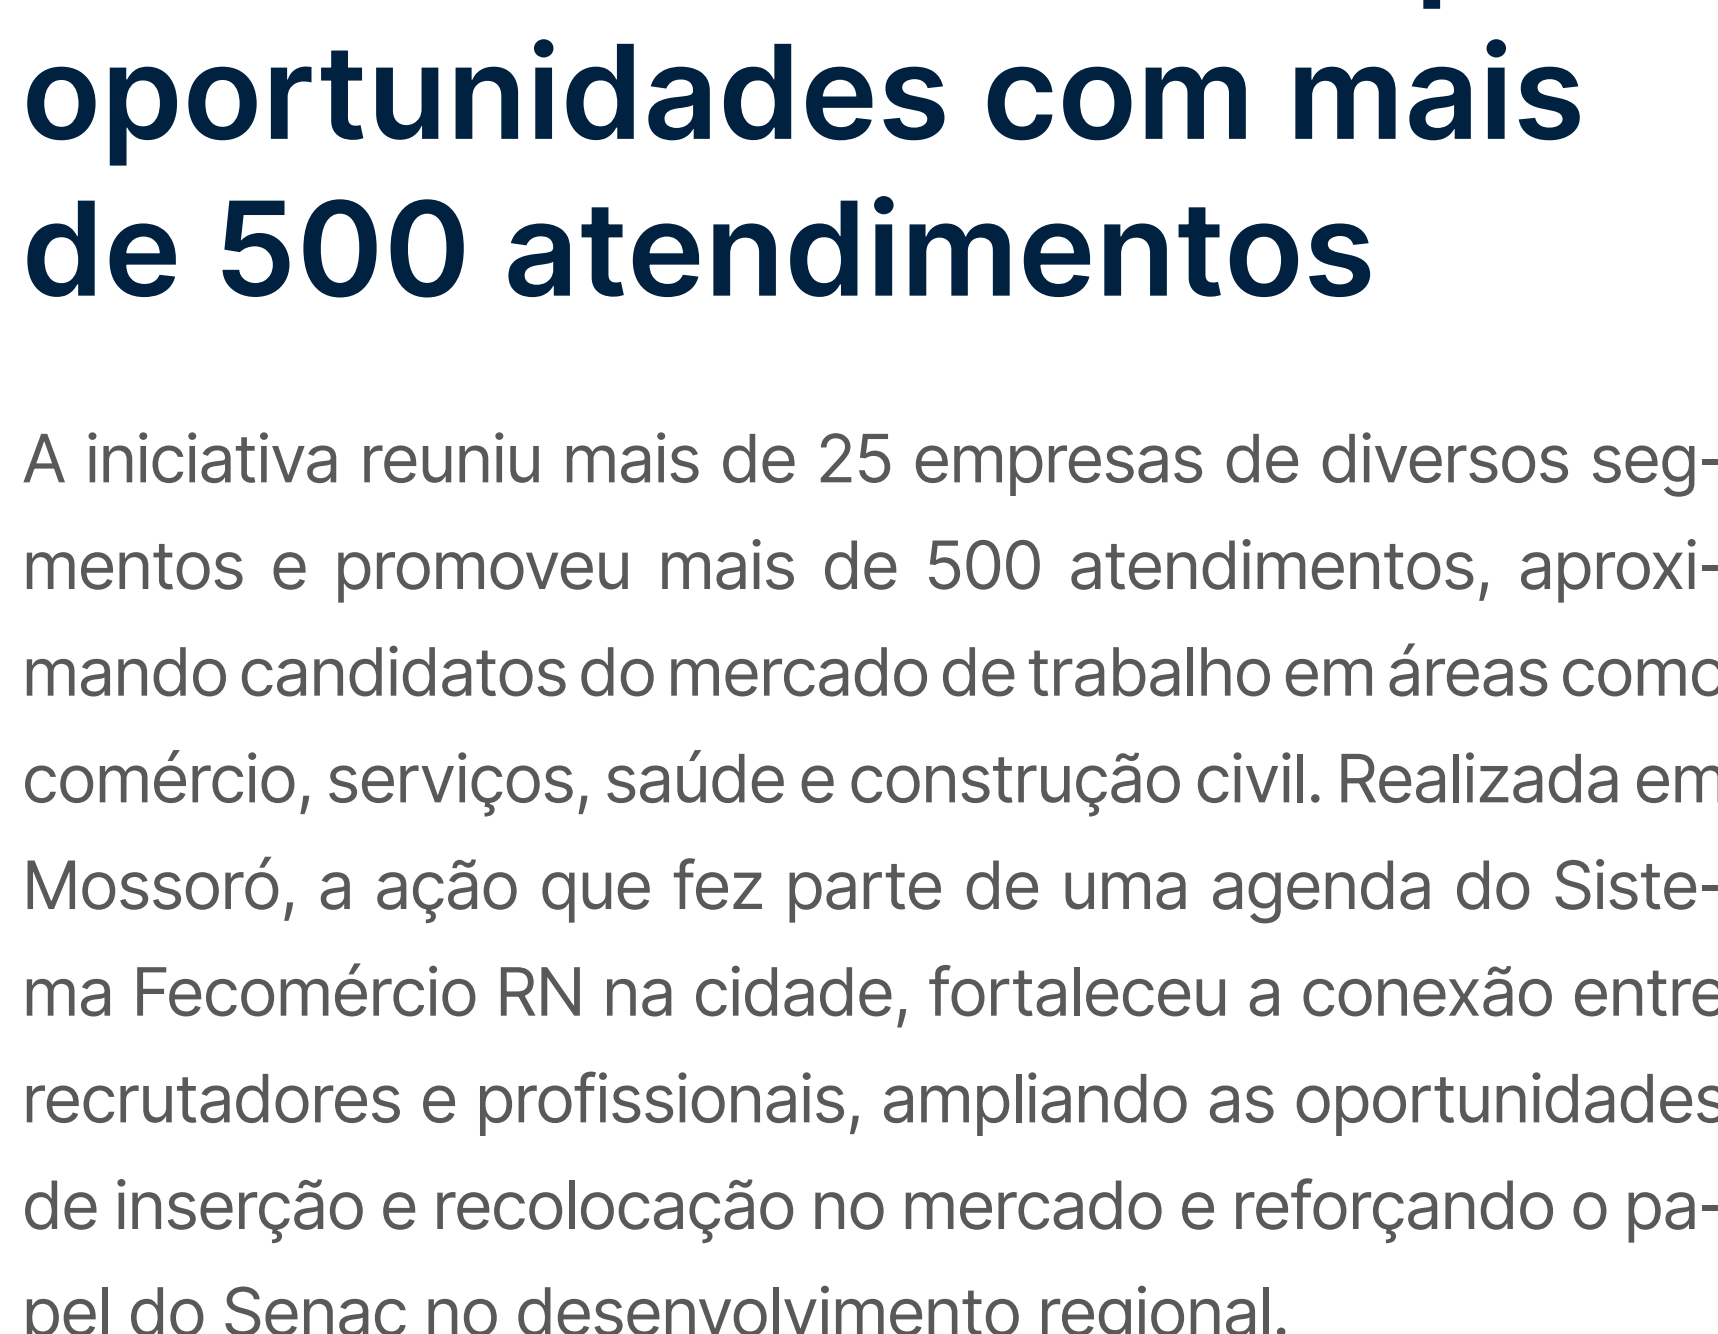 oportunidades com mais
de 500 atendimentos
A iniciativa reuniu mais de 25 empresas de diversos seg-
mentos e promoveu mais de 500 atendimentos, aproxi-
mando candidatos do mercado de trabalho em áreas como
comércio, serviços, saúde e construção civil. Realizada em
Mossoró, a ação que fez parte de uma agenda do Siste-
ma Fecomércio RN na cidade, fortaleceu a conexão entre
recrutadores e profissionais, ampliando as oportunidades
de inserção e recolocação no mercado e reforçando o pa-
pel do Senac no desenvolvimento regional.